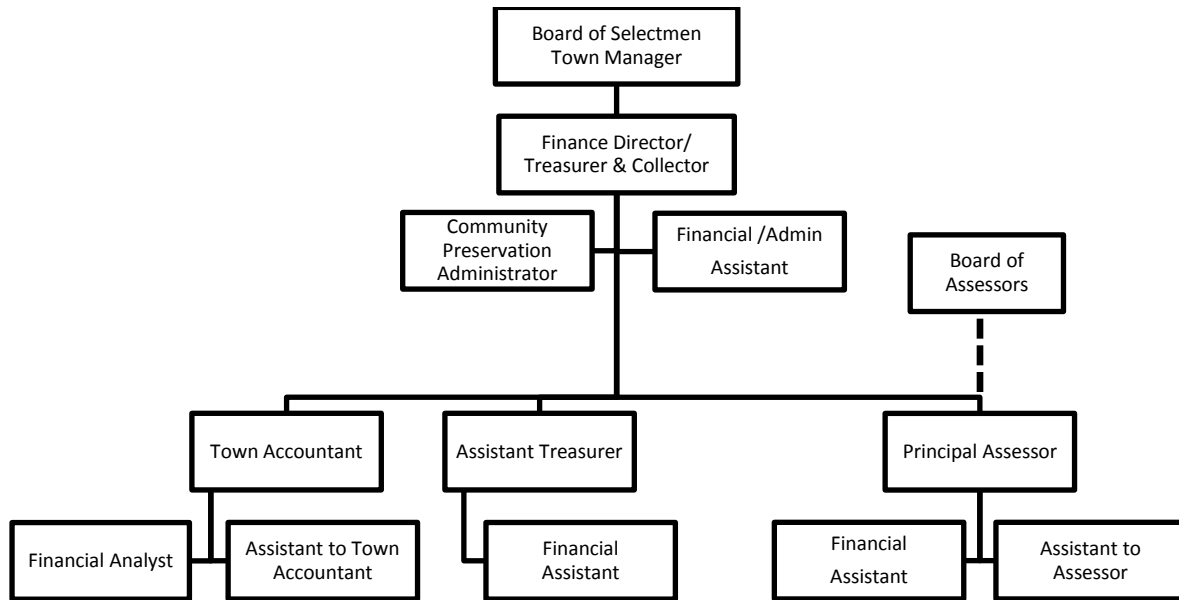 Board of Selectmen
Town Manager
Finance Director/
Treasurer & Collector
Community
Preservation
Administrator
Financial /Admin
Assistant
Board of
Assessors
Town Accountant
Assistant Treasurer
Principal Assessor
Financial Analyst
Assistant to Town
Accountant
Financial
Assistant
Financial
Assistant
Assistant to
Assessor